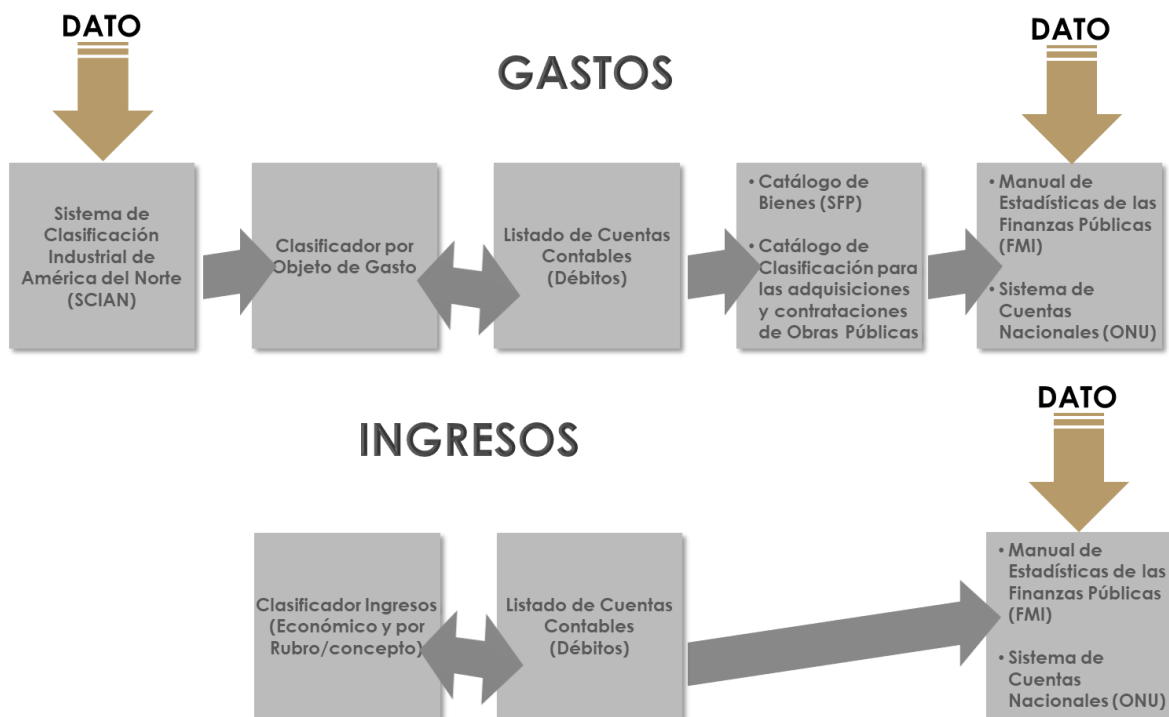 DATO
DATO
GASTOS
Sistema de
Clasificación
Industrial de
América del Norte
(SCIAN)
Clasificador por
Objeto de Gasto
Listado de Cuentas
Contables
(Débitos)
• Catálogo de
Bienes (SFP)
• Catálogo de
Clasificación para
las adquisiciones
y contrataciones
de Obras Públicas
• Manual de
Estadísticas de las
Finanzas Públicas
(FMI)
• Sistema de
Cuentas
Nacionales (ONU)
DATO
INGRESOS
Clasificador Ingresos
(Económico y por
Rubro/concepto)
Listado de Cuentas
Contables
(Débitos)
• Manual de
Estadísticas de las
Finanzas Públicas
(FMI)
• Sistema de
Cuentas
Nacionales (ONU)